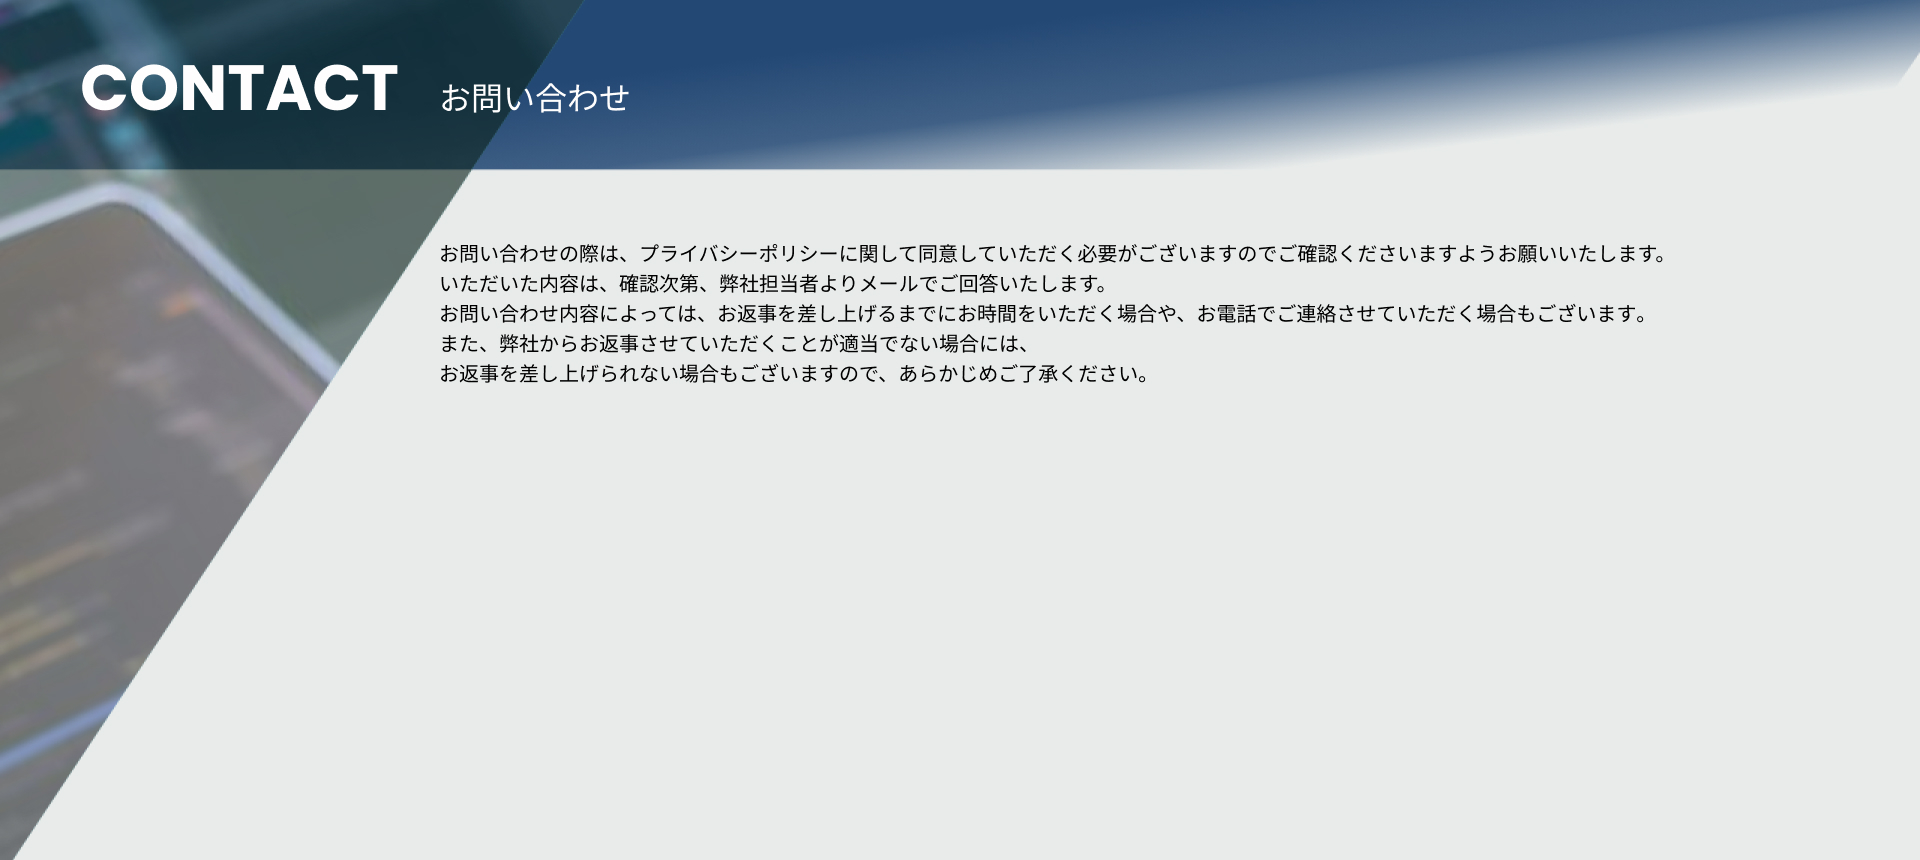 CONTACT お問い合わせ
お問い合わせの際は、プライバシーポリシーに関して同意していただく必要がございますのでご確認くださいますようお願いいたします。
いただいた内容は、確認次第、弊社担当者よりメールでご回答いたします。
お問い合わせ内容によっては、お返事を差し上げるまでにお時間をいただく場合や、お電話でご連絡させていただく場合もございます。
また、弊社からお返事させていただくことが適当でない場合には、
お返事を差し上げられない場合もございますので、あらかじめご了承ください。